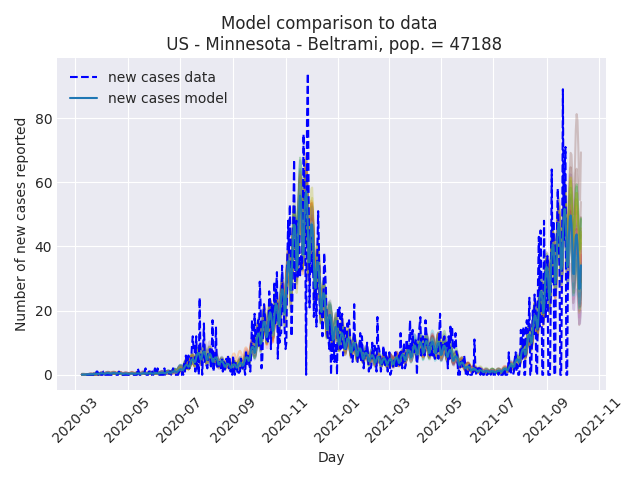 Model comparison to data
US - Minnesota - Beltrami, pop. = 47188
new cases data
new cases model
Number of new cases reported
80
60
40
20
0
2020-03
2020-05
2020-07
2020-09
2020-11
2021-01
2021-03
2021-05
2021-07
2021-09
2021-11
Day